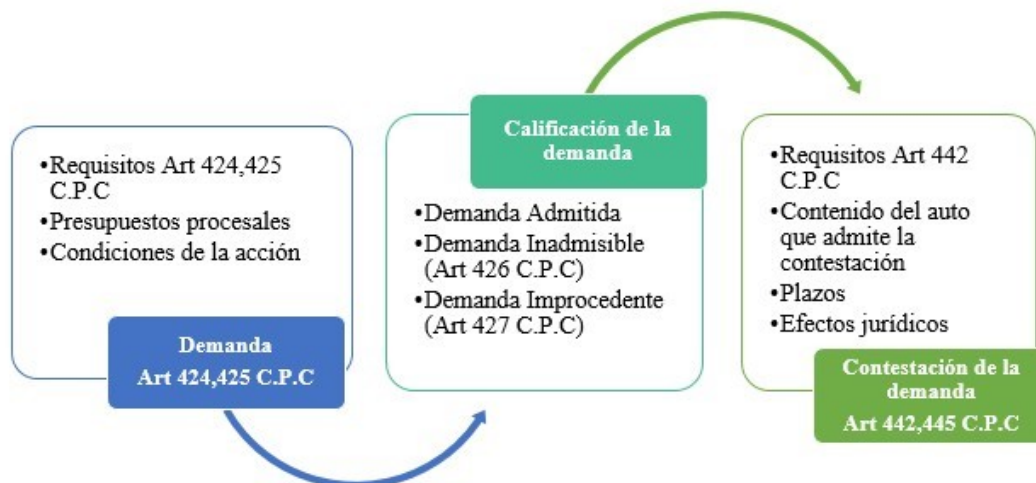 •Requisitos Art 424,425
C.P.C
•Presupuestos procesales
•Condiciones de la acción
Demanda
Art 424,425 C.P.C
Calificación de la
demanda
•Demanda Admitida
•Demanda Inadmisible
(Art 426 C.P.C)
•Demanda Improcedente
(Art 427 C.P.C)
•Requisitos Art 442
C.P.C
•Contenido del auto
que admite la
contestación
•Plazos
•Efectos jurídicos
Contestación de la
demanda
Art 442,445 C.P.C